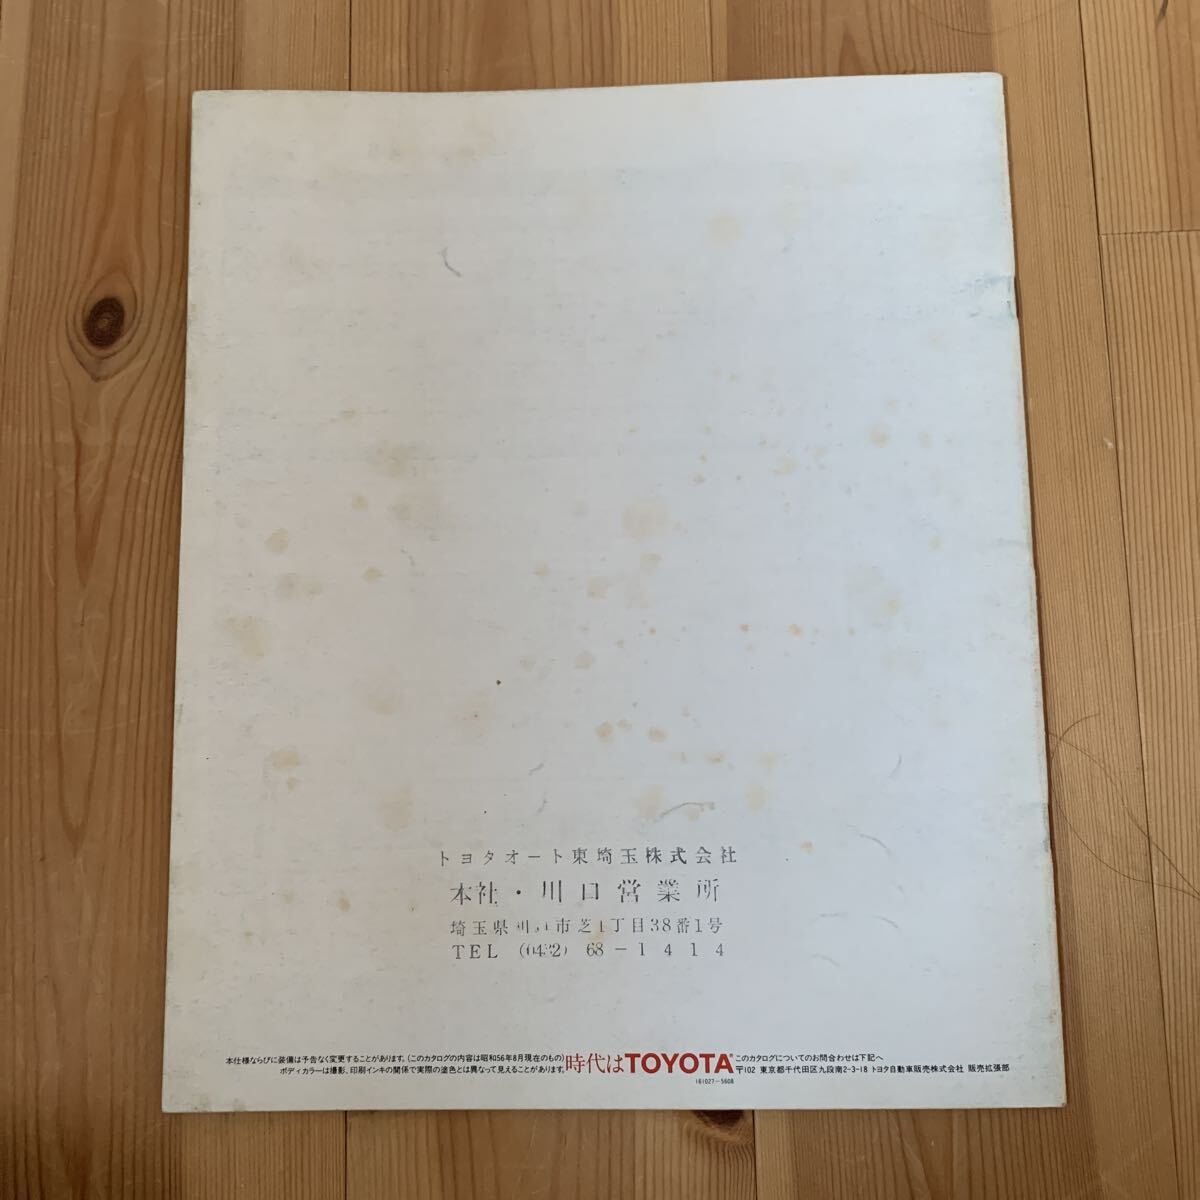 トヨタオート東埼玉株式会社
本社・川口営業所
埼玉県川口市芝1丁目38番1号
TEL (0482) 68－1414
本仕様ならびに装備は予告なく変更することがあります。(このカタログの内容は昭和56年8月現在のもの)
ボディカラーは撮影、印刷インキの関係で実際の塗色とは異なって見えることがあります。
時代はTOYOTA®
161027-5608
このカタログについてのお問合わせは下記へ
〒102 東京都千代田区九段南2-3-18 トヨタ自動車販売株式会社 販売拡張部